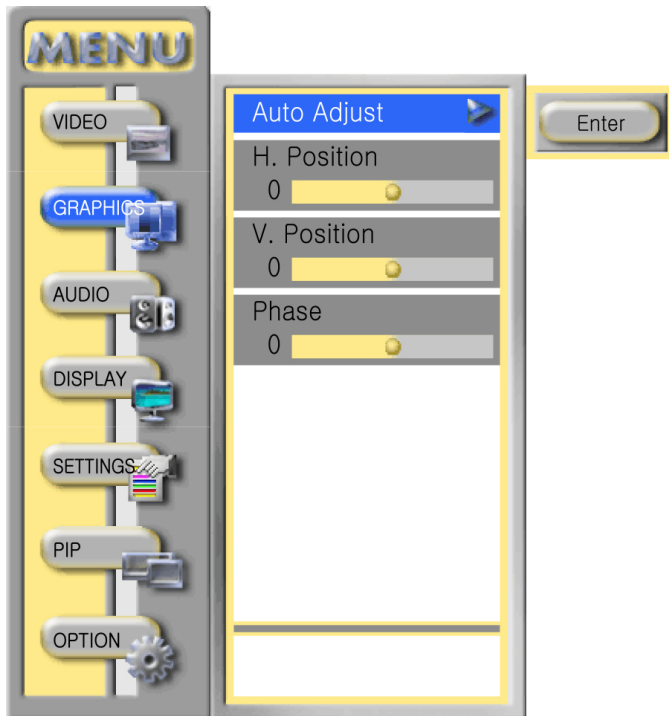 MENU
VIDEO
GRAPHICS
AUDIO
DISPLAY
SETTINGS
PIP
OPTION
Auto Adjust
H. Position
0
V. Position
0
Phase
0
Enter